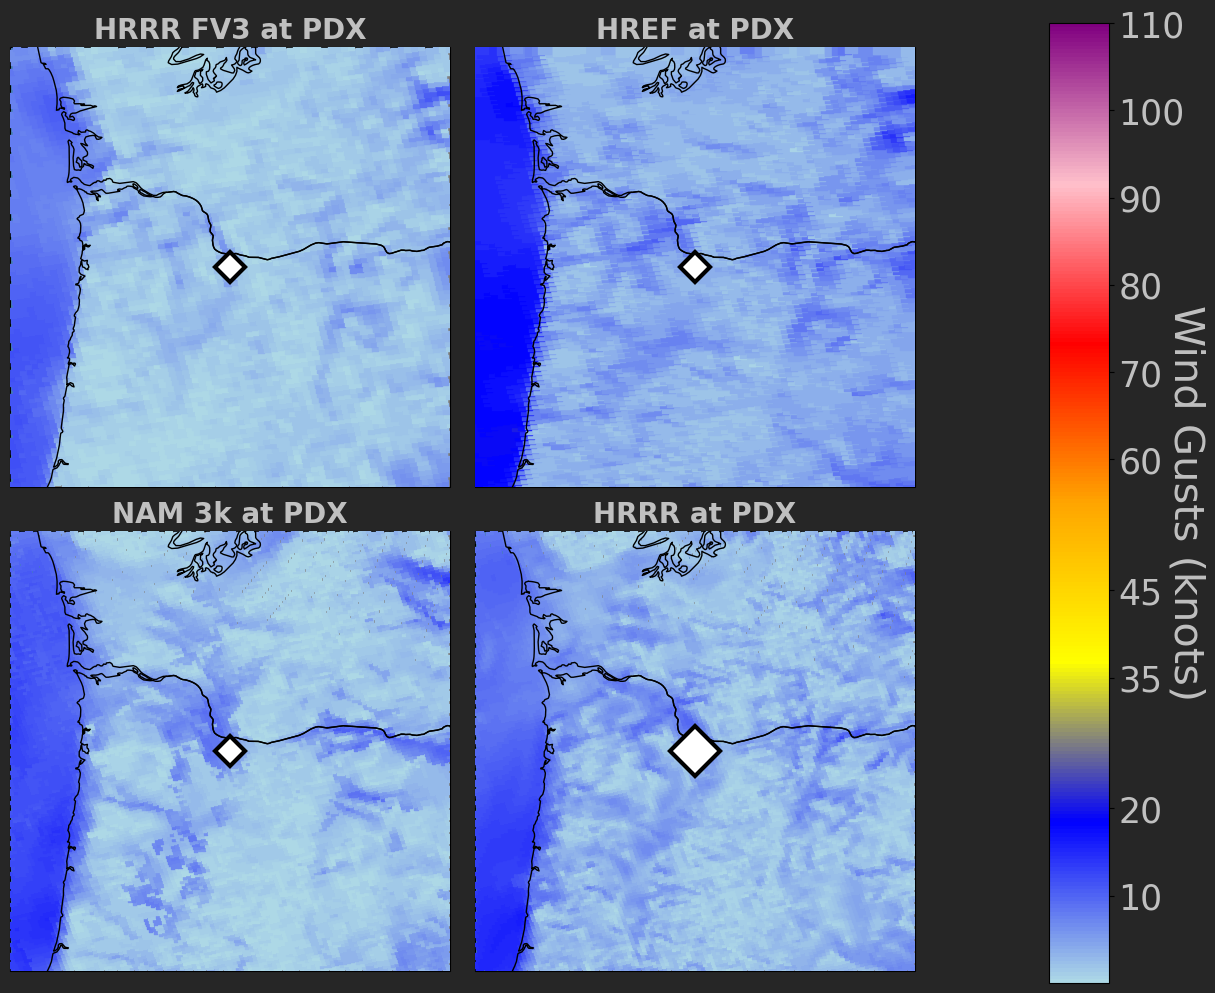 HRRR FV3 at PDX
HREF at PDX
NAM 3k at PDX
HRRR at PDX
110
100
90
80
70
60
45
35
20
10
Wind Gusts (knots)